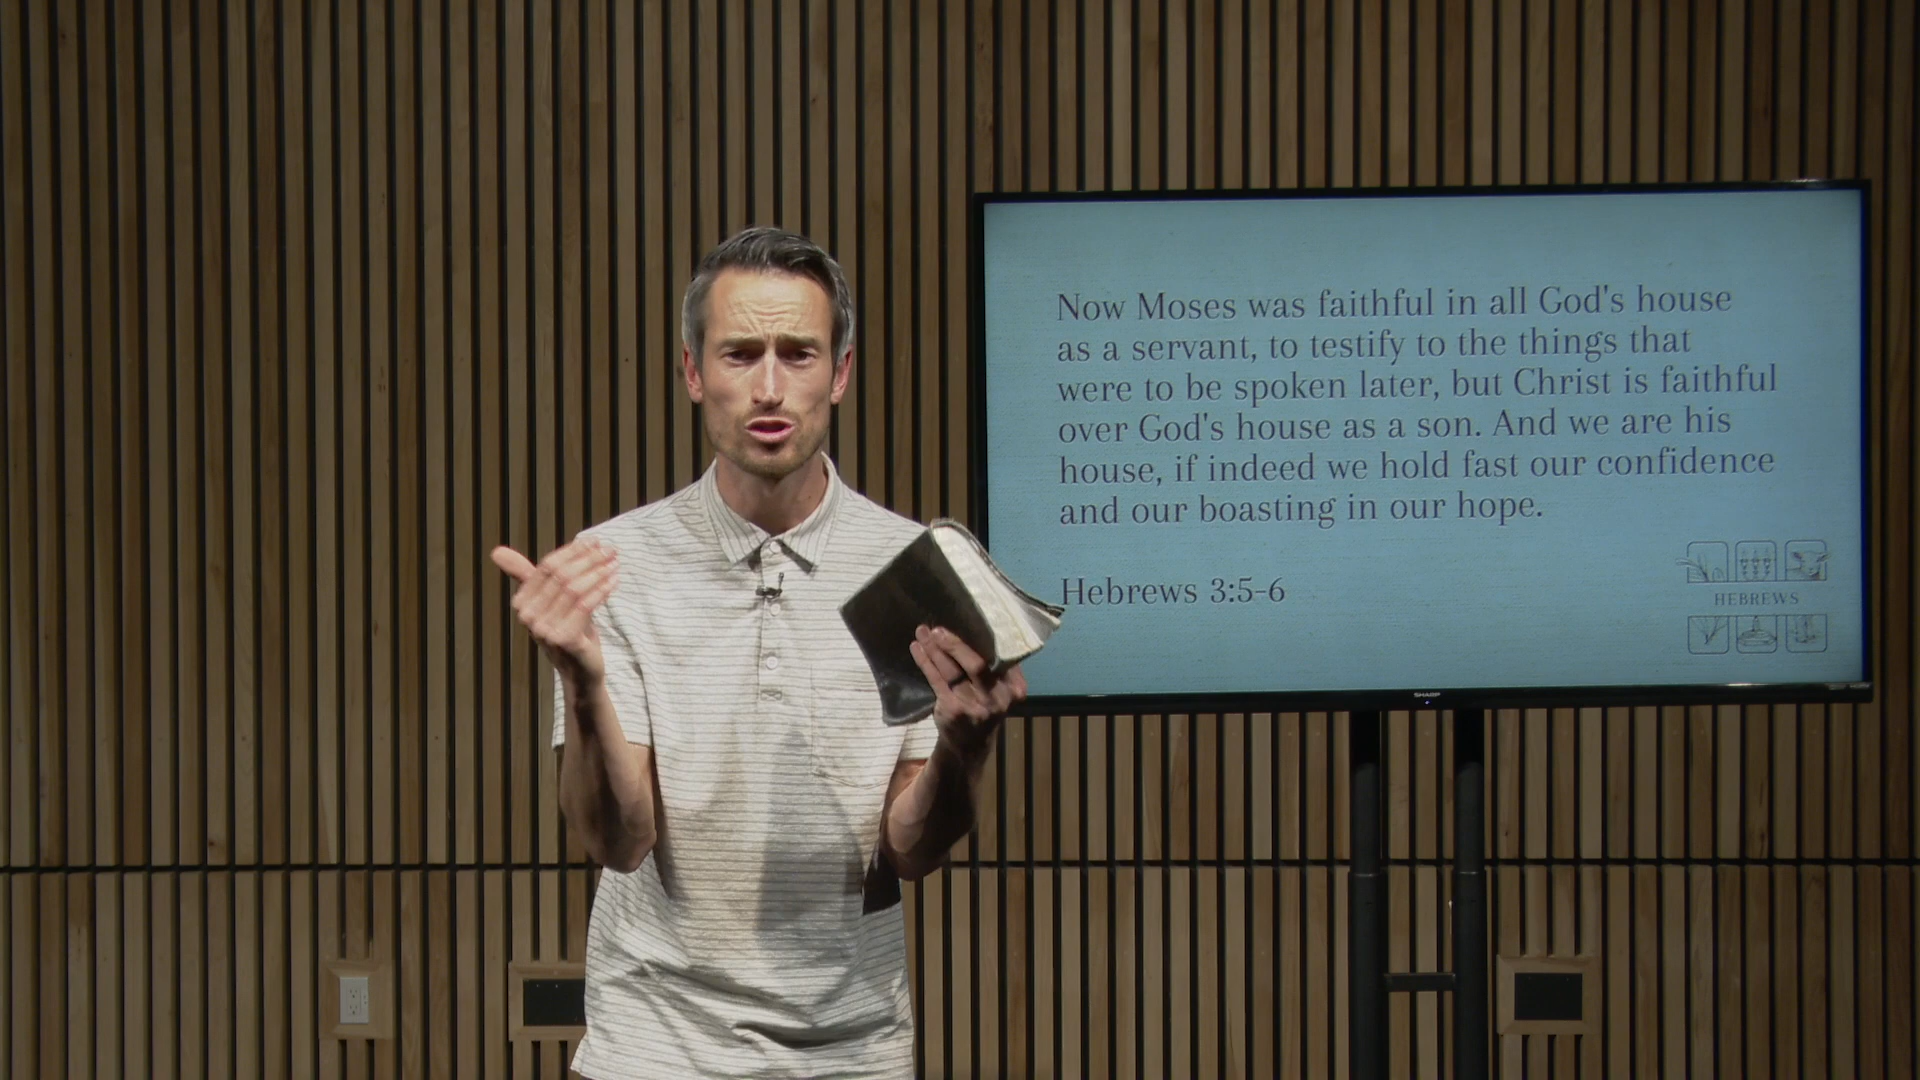 Now Moses was faithful in all God's house
as a servant, to testify to the things that
were to be spoken later, but Christ is faithful
over God's house as a son. And we are his
house, if indeed we hold fast our confidence
and our boasting in our hope.
Hebrews 3:5-6
HEBREWS
SHARP